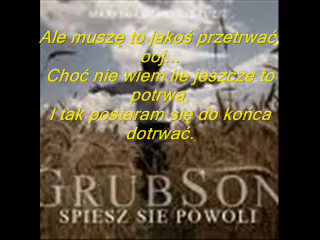 Ale muszę to jakoś przetrwać,
ooj...
Choć nie wiem ile jeszcze to
potrwa,
I tak postaram się do końca
dotrwać.
GRUBSON
SPIESZ SIE POWOLI